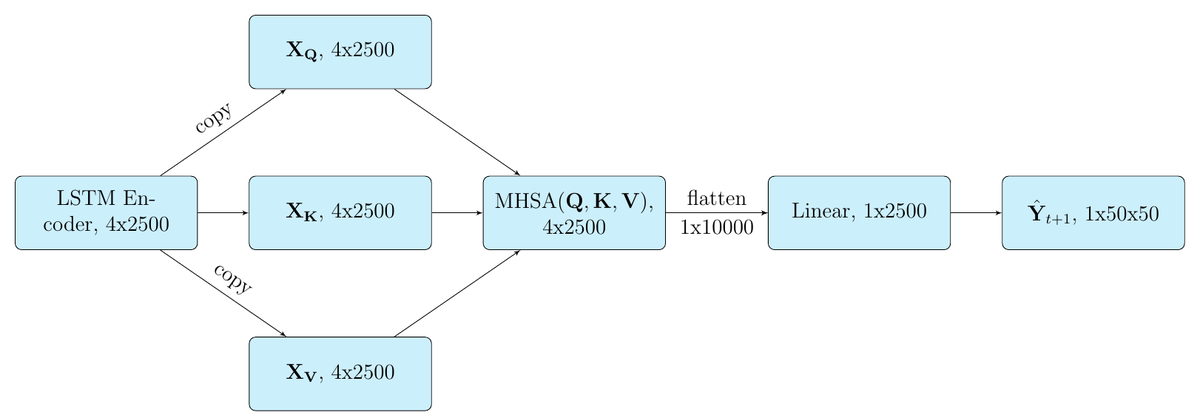 X_Q, 4x2500
copy
LSTM En-
coder, 4x2500
X_K, 4x2500
MHSA(Q, K, V),
4x2500
flatten
1x10000
Linear, 1x2500
Ŷ_{t+1}, 1x50x50
copy
X_V, 4x2500